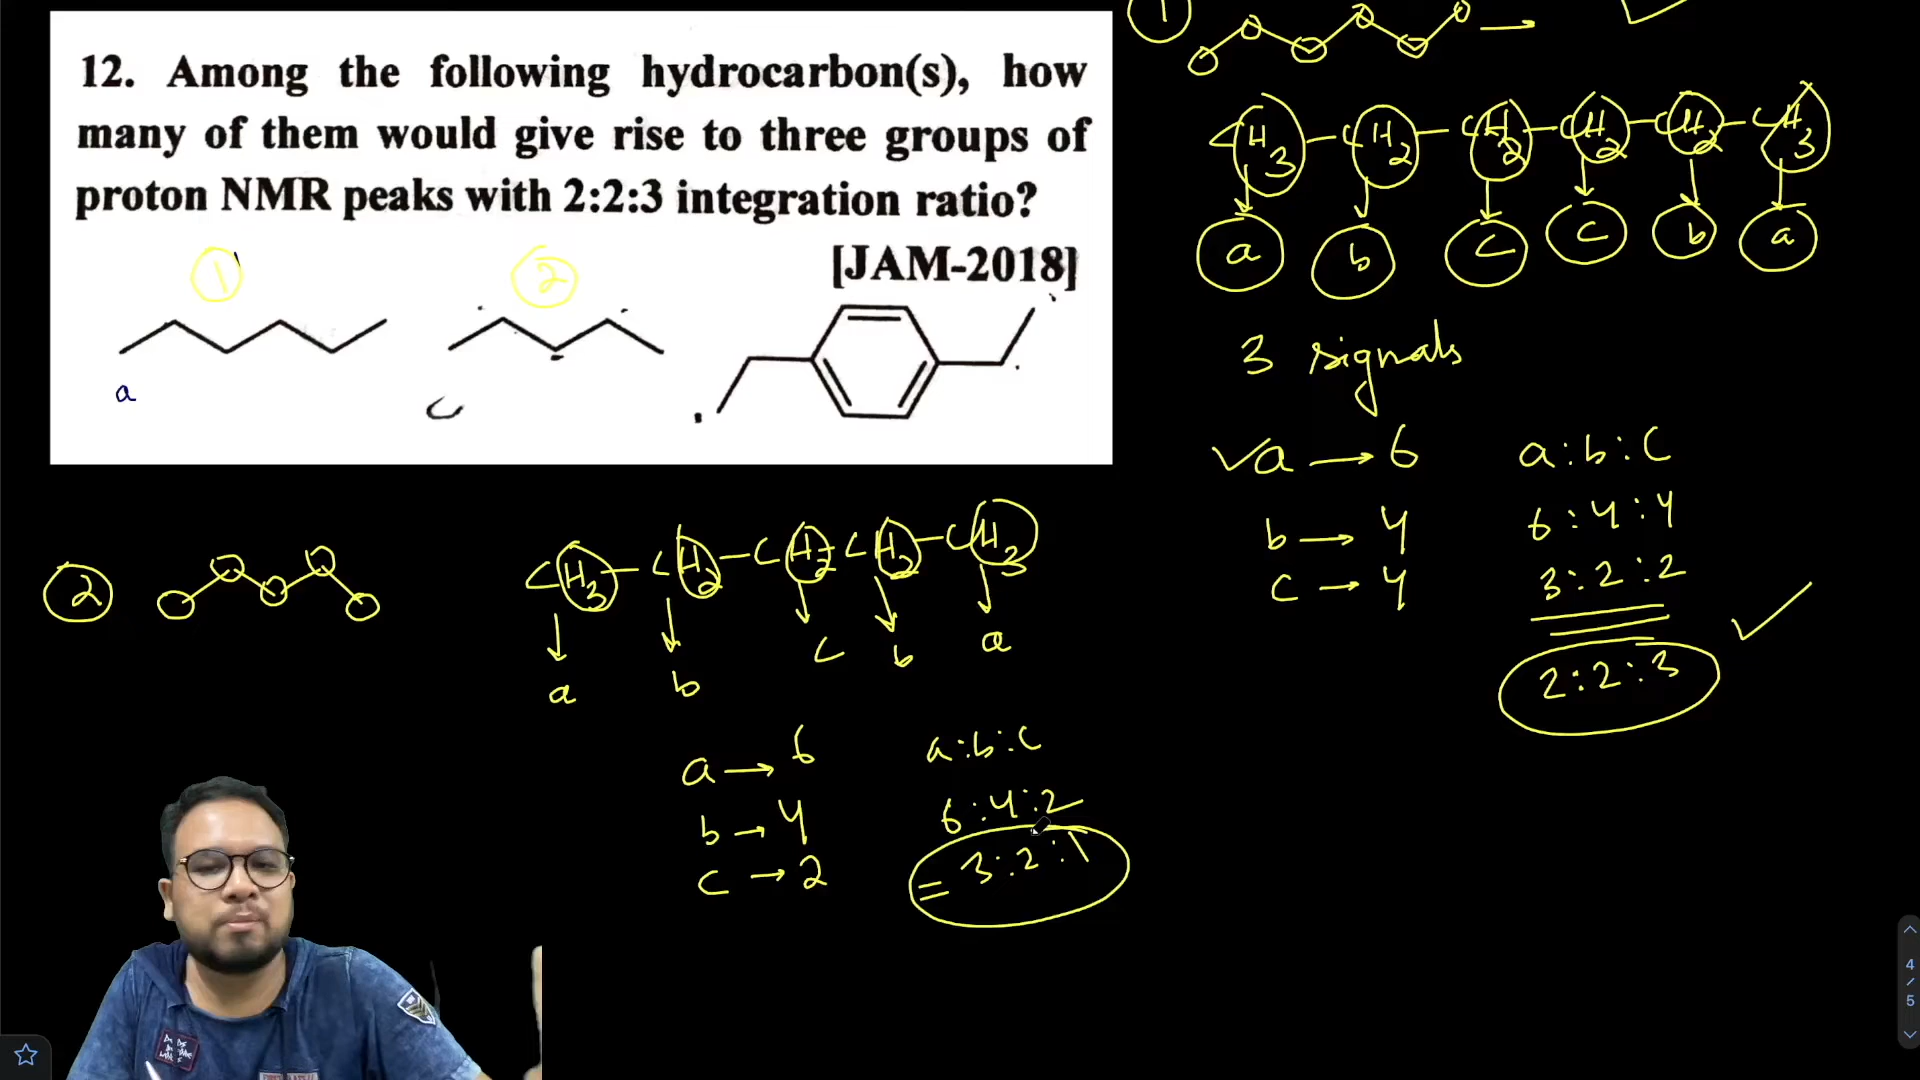 12. Among the following hydrocarbon(s), how
many of them would give rise to three groups of
proton NMR peaks with 2:2:3 integration ratio?
[JAM-2018]
1 2
a
1
CH3 - CH2 - CH2 - CH2 - CH2 - CH3
a b c c b a
3 signals
a → 6
b → 4
c → 4
a : b : c
6 : 4 : 4
3 : 2 : 2
2 : 2 : 3
2
CH3 - CH2 - CH2 - CH2 - CH3
a b c b a
a → 6
b → 4
c → 2
a : b : c
6 : 4 : 2
= 3 : 2 : 1
4
/
5